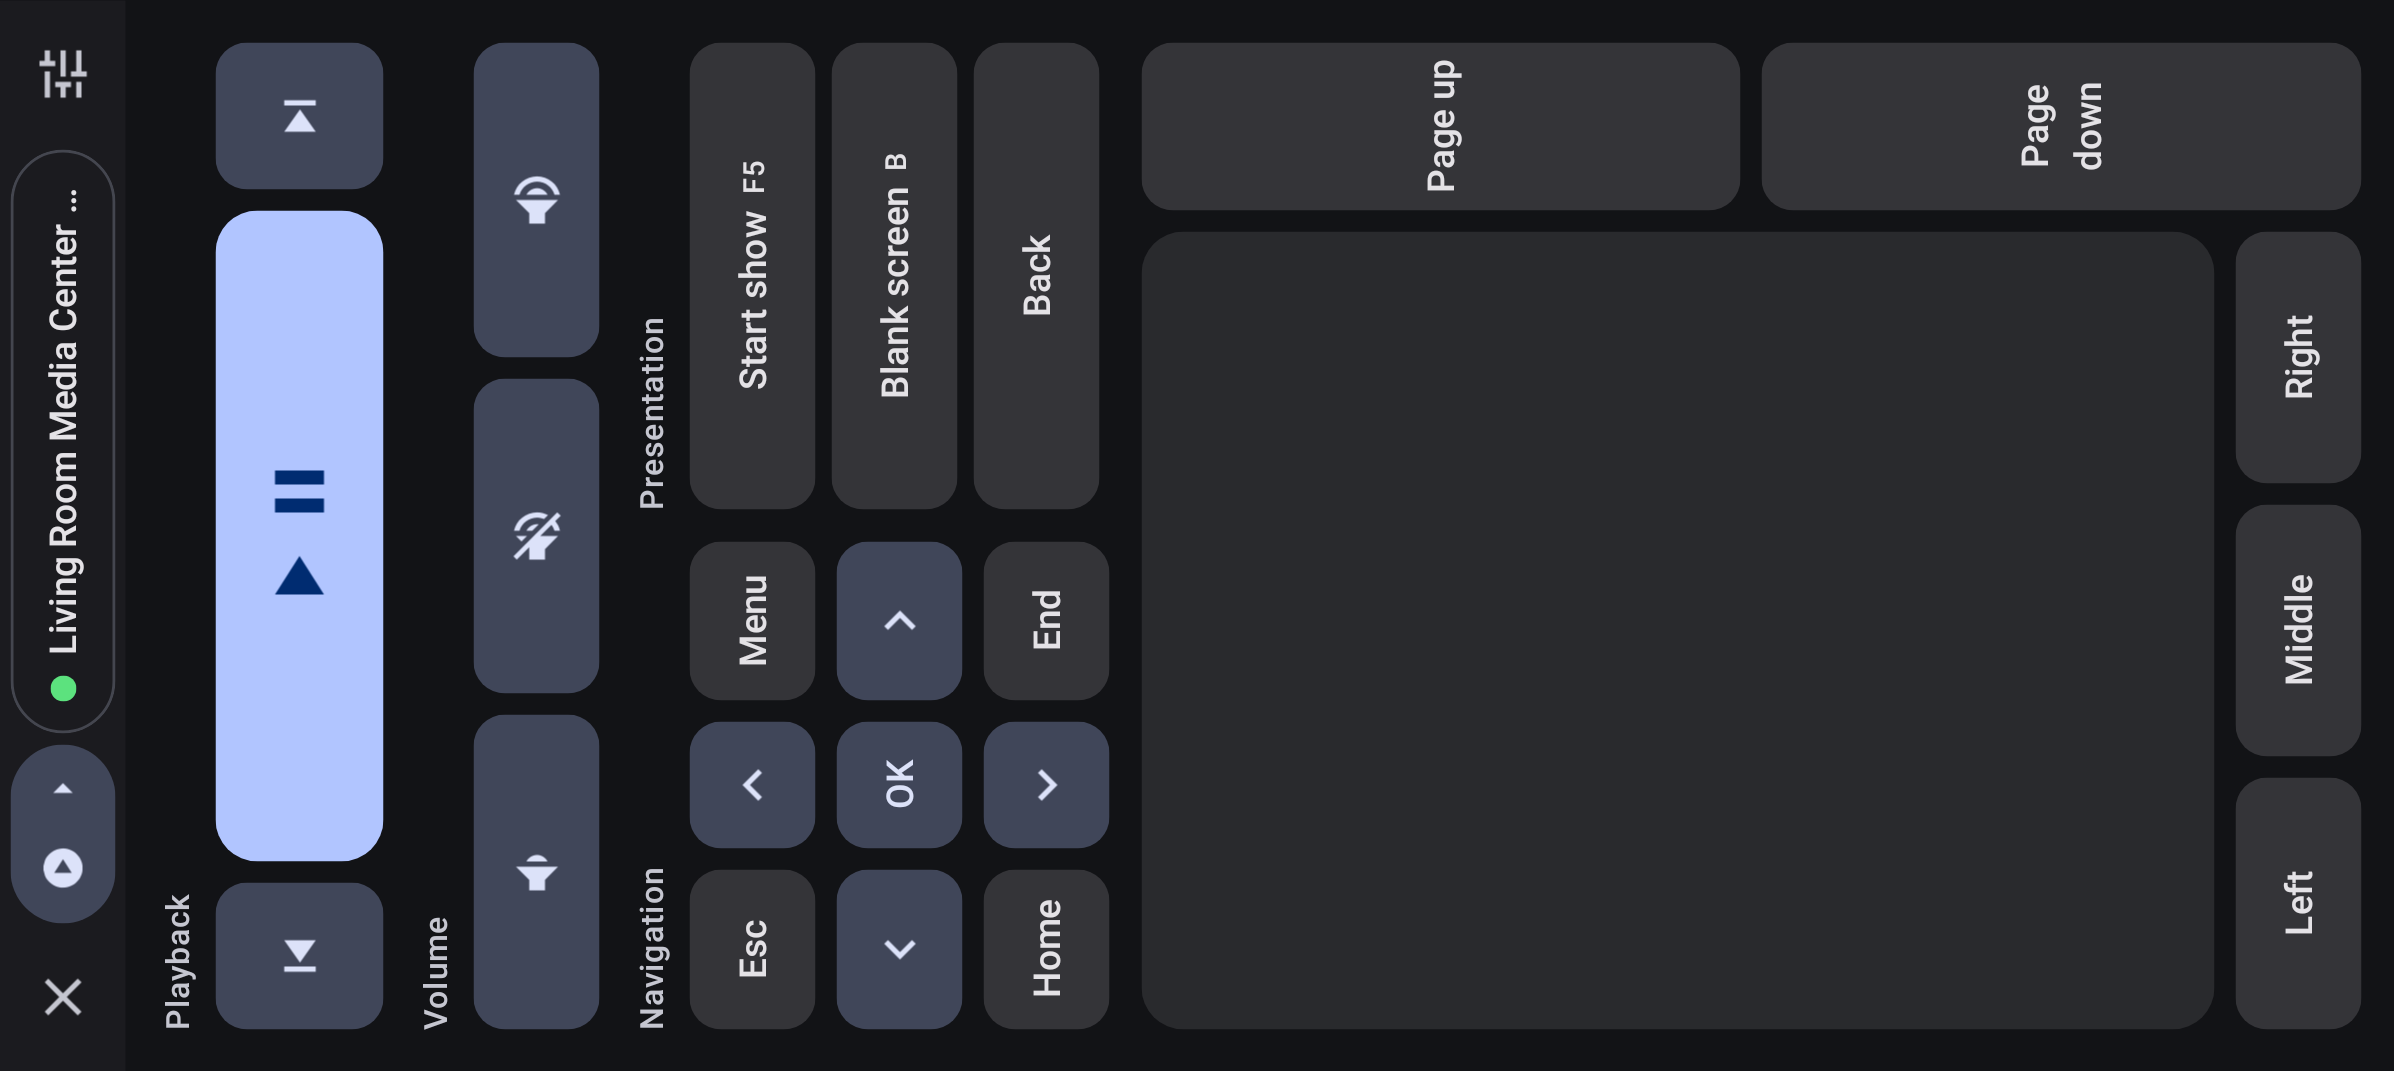 Living Room Media Center ...
Playback
Volume
Navigation
Presentation
Esc
Menu
Start show F5
OK
Blank screen B
Home
End
Back
Page up
Page
down
Left
Middle
Right